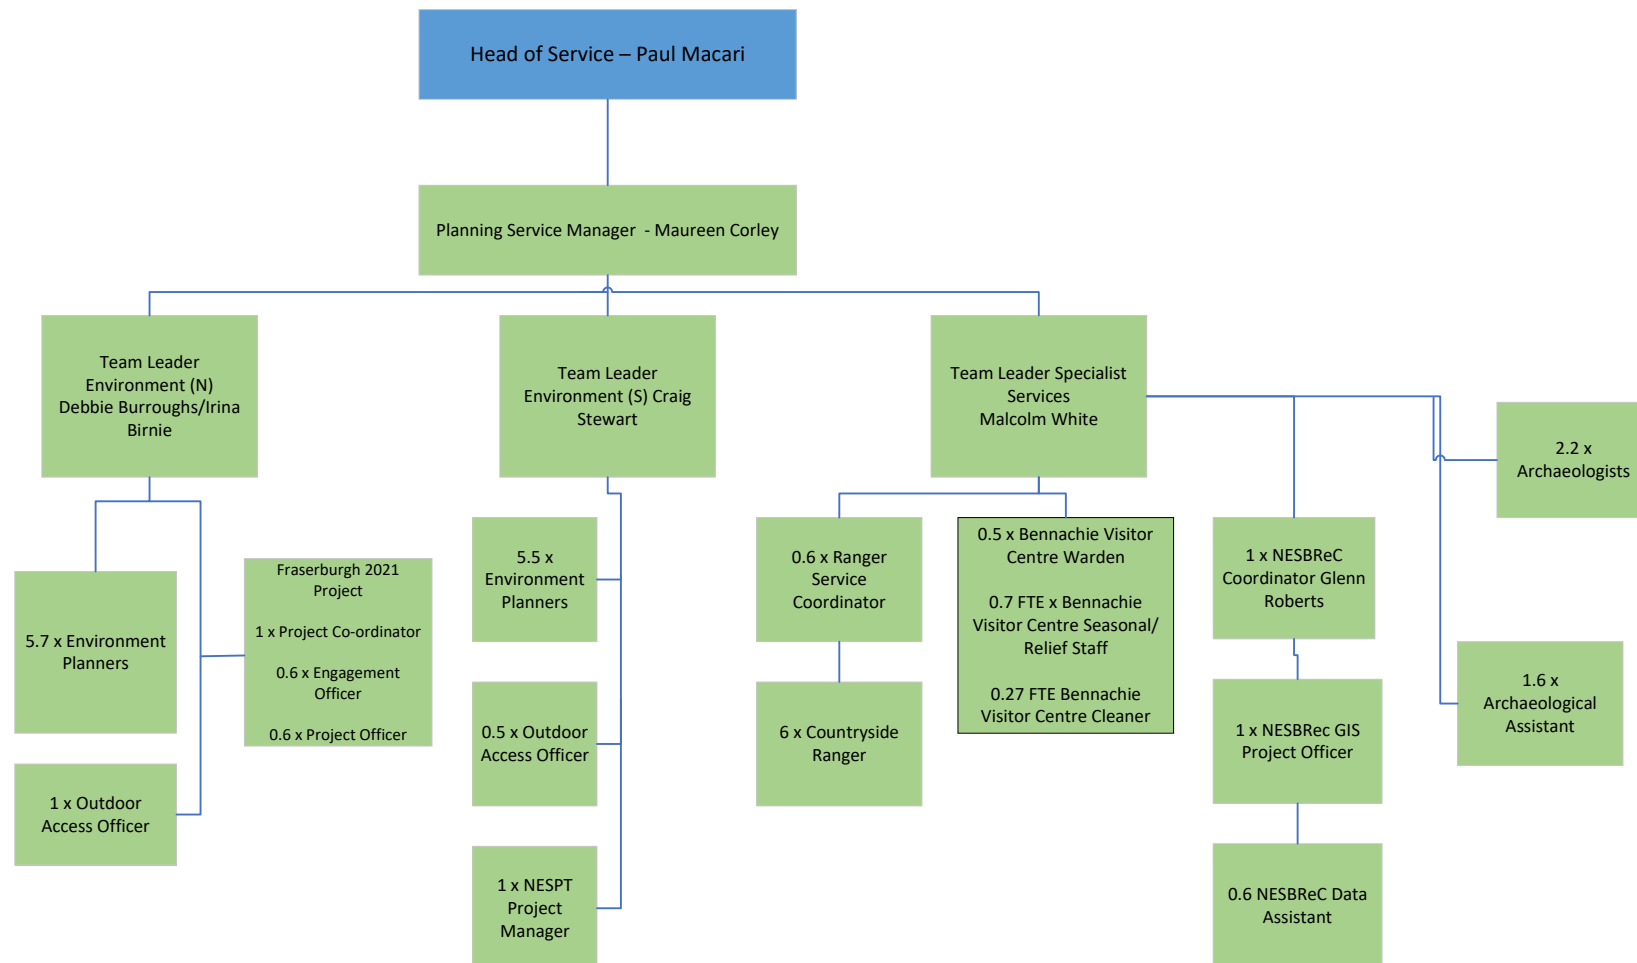 Head of Service – Paul Macari
Planning Service Manager  - Maureen Corley
Team Leader
Environment (N)
Debbie Burroughs/Irina
Birnie
Team Leader
Environment (S) Craig
Stewart
Team Leader Specialist
Services
Malcolm White
2.2 x
Archaeologists
5.7 x Environment
Planners
Fraserburgh 2021
Project
1 x Project Co-ordinator
0.6 x Engagement
Officer
0.6 x Project Officer
1 x Outdoor
Access Officer
5.5 x
Environment
Planners
0.5 x Outdoor
Access Officer
1 x NESPT
Project
Manager
0.6 x Ranger
Service
Coordinator
6 x Countryside
Ranger
0.5 x Bennachie Visitor
Centre Warden
0.7 FTE x Bennachie
Visitor Centre Seasonal/
Relief Staff
0.27 FTE Bennachie
Visitor Centre Cleaner
1 x NESBReC
Coordinator Glenn
Roberts
1 x NESBRec GIS
Project Officer
0.6 NESBReC Data
Assistant
1.6 x
Archaeological
Assistant